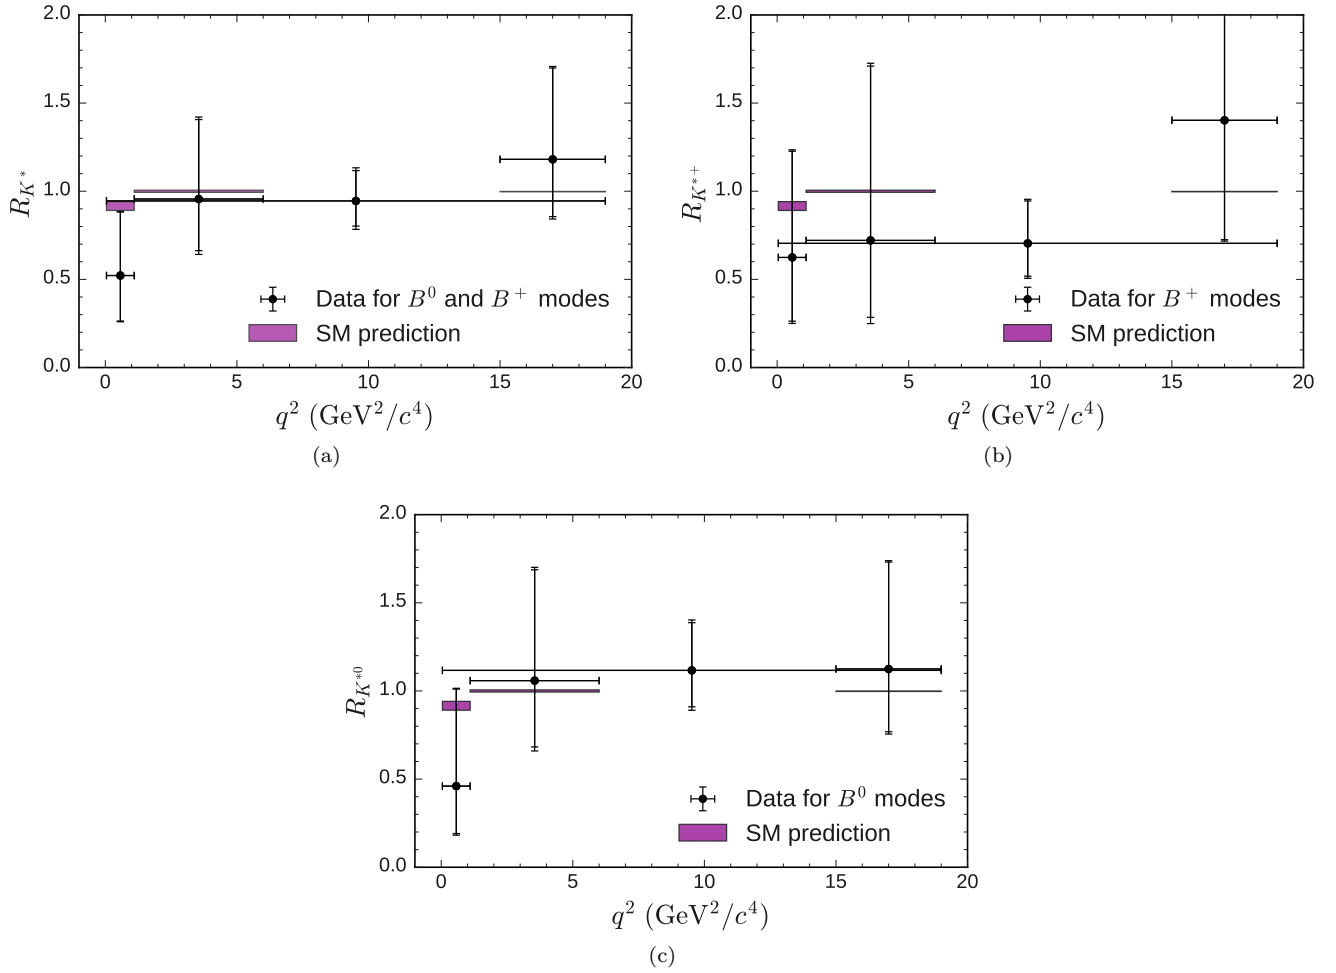 2.0
1.5
1.0
0.5
0.0
R_{K^*}
Data for B^0 and B^+ modes
SM prediction
0 5 10 15 20
q^2 (GeV^2/c^4)
(a)
2.0
1.5
1.0
0.5
0.0
R_{K^{*+}}
Data for B^+ modes
SM prediction
0 5 10 15 20
q^2 (GeV^2/c^4)
(b)
2.0
1.5
1.0
0.5
0.0
R_{K^{*0}}
Data for B^0 modes
SM prediction
0 5 10 15 20
q^2 (GeV^2/c^4)
(c)